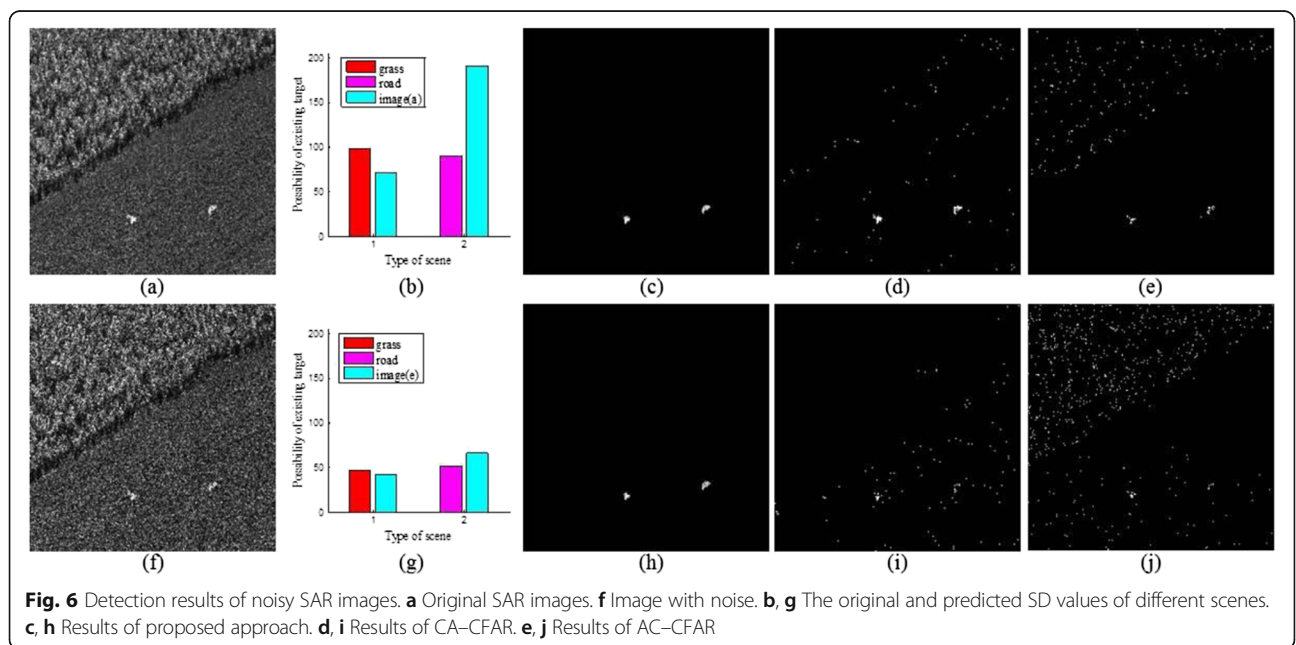 200
150
100
50
0
Possibility of existing target
grass
road
image(a)
1
2
Type of scene
(a)
(b)
(c)
(d)
(e)
200
150
100
50
0
Possibility of existing target
grass
road
image(e)
1
2
Type of scene
(f)
(g)
(h)
(i)
(j)
Fig. 6 Detection results of noisy SAR images. a Original SAR images. f Image with noise. b, g The original and predicted SD values of different scenes.
c, h Results of proposed approach. d, i Results of CA–CFAR. e, j Results of AC–CFAR